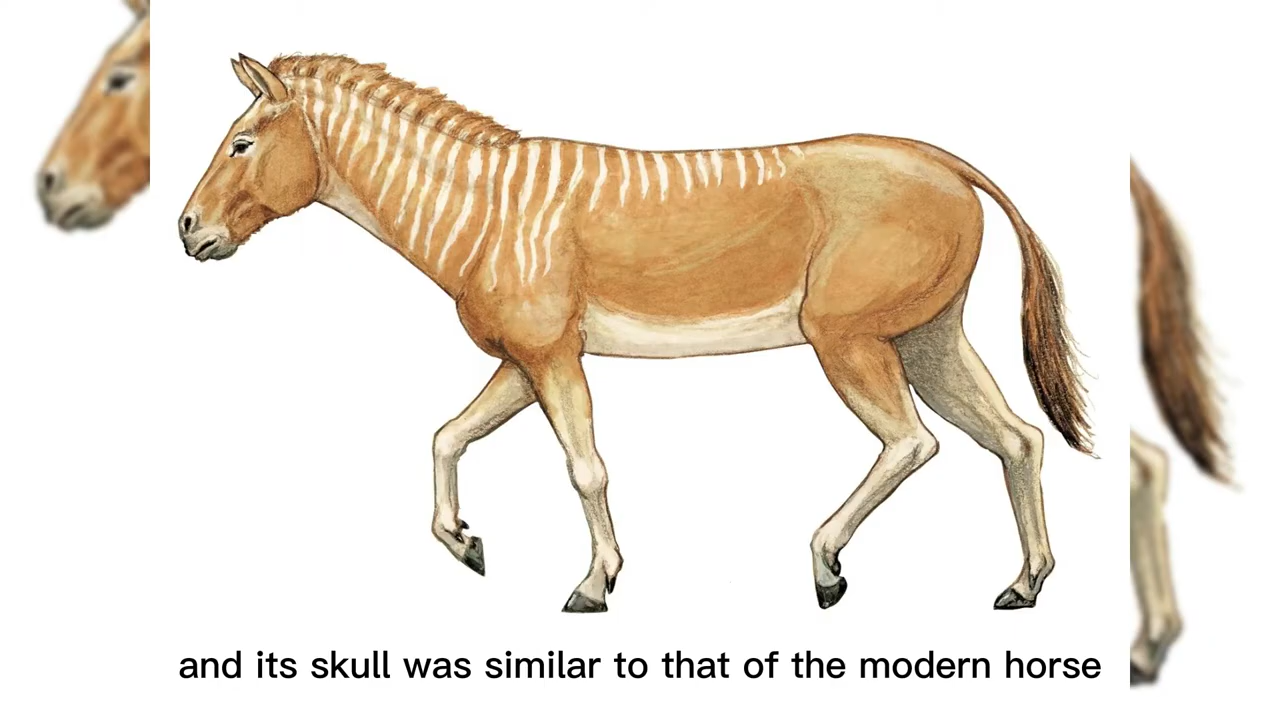 and its skull was similar to that of the modern horse